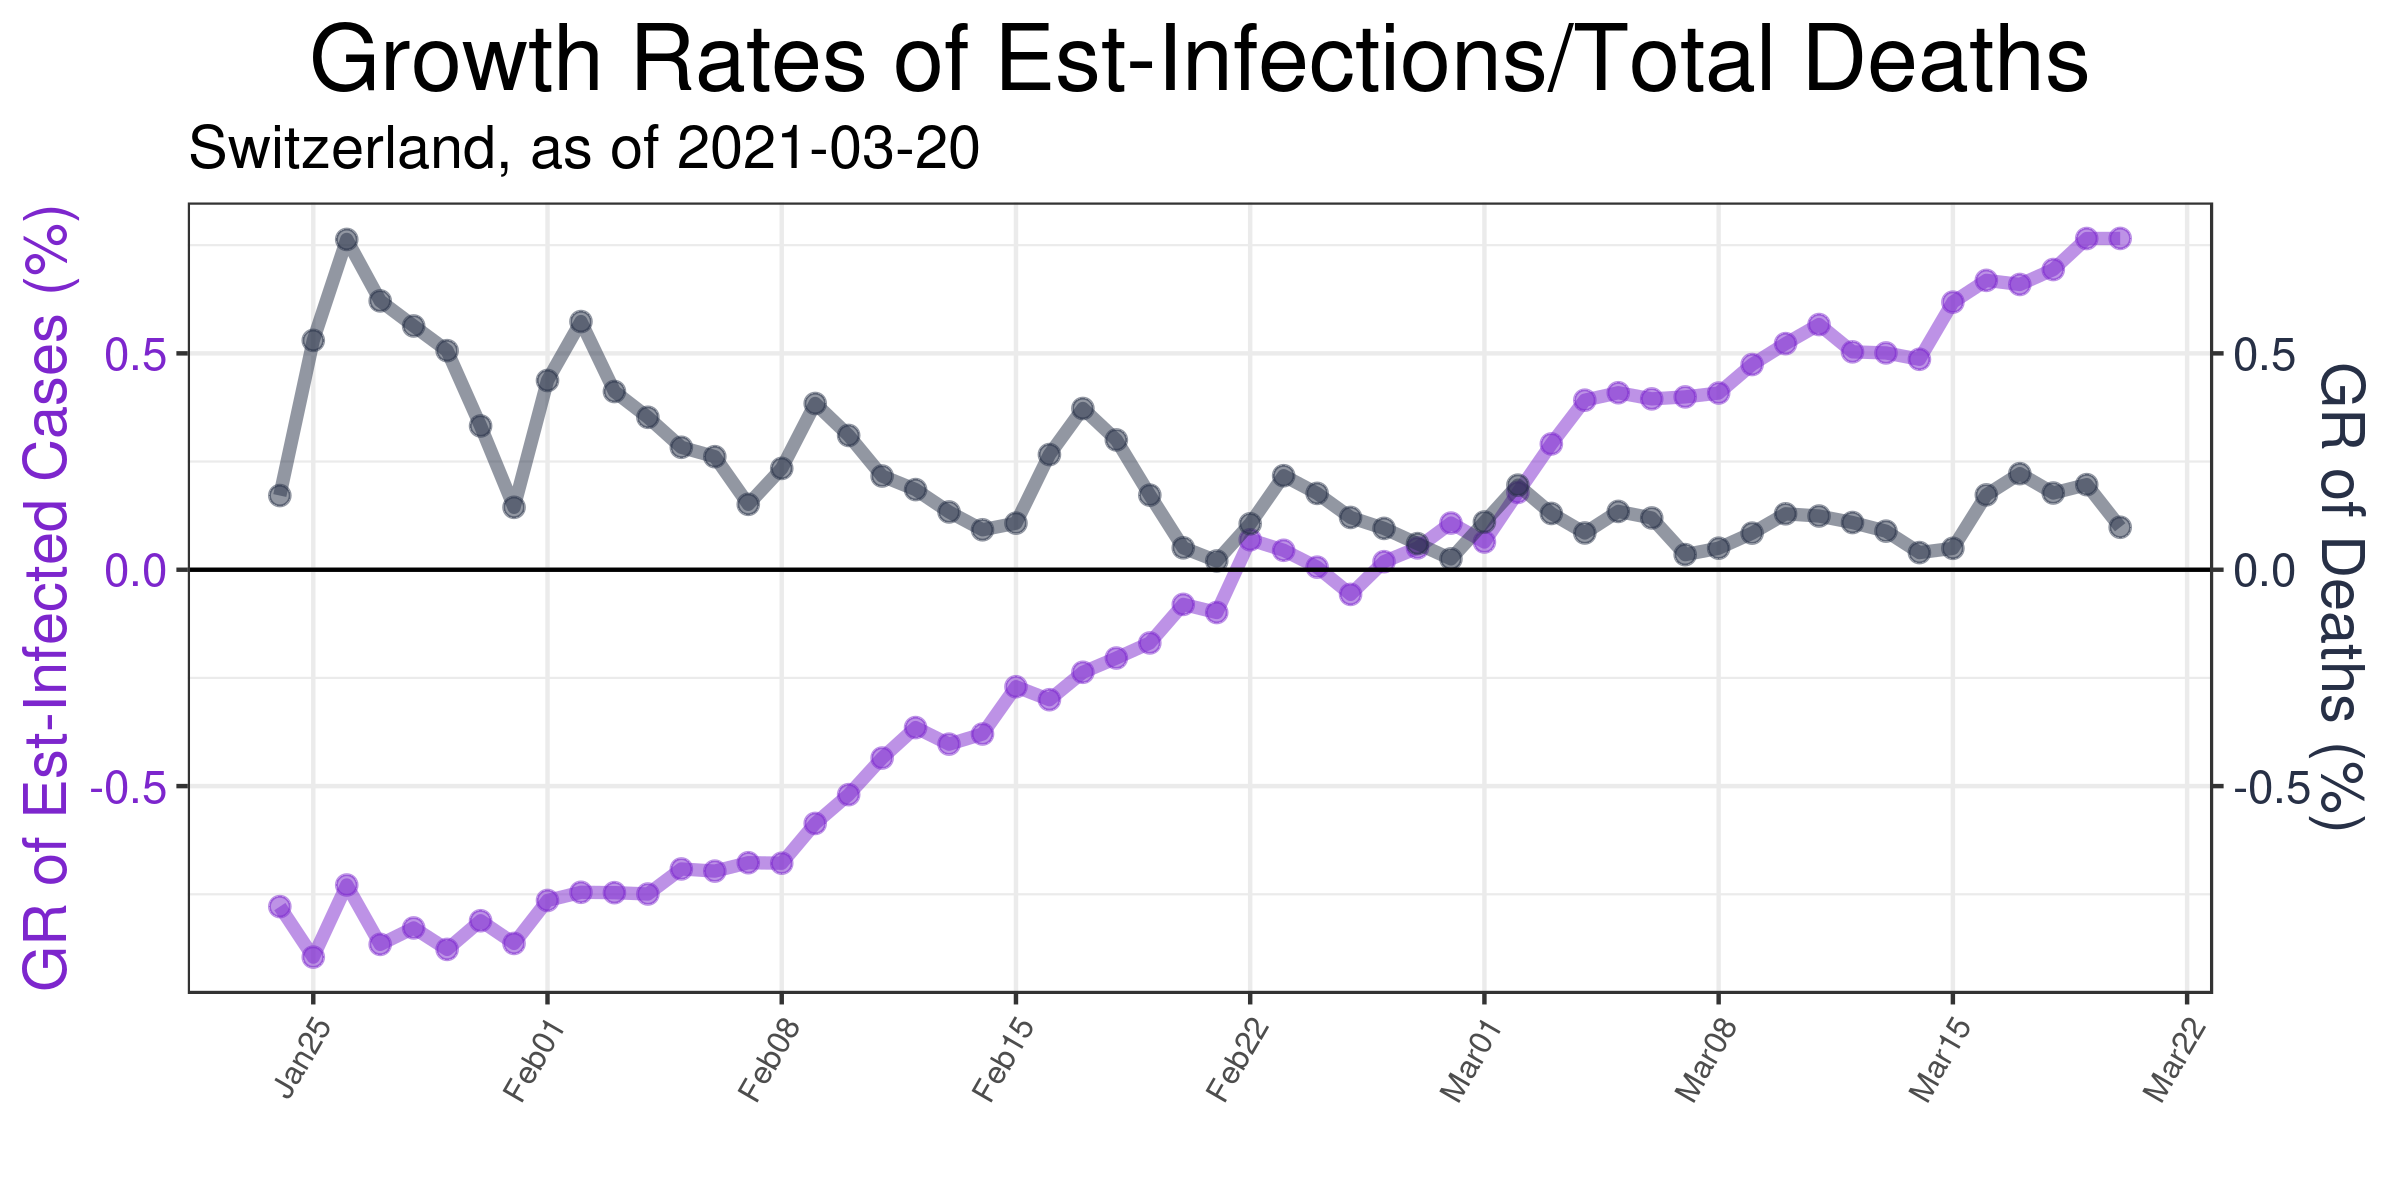 Growth Rates of Est-Infections/Total Deaths
Switzerland, as of 2021-03-20
GR of Est-Infected Cases (%)
0.5
0.0
-0.5
0.5
0.0
-0.5
GR of Deaths (%)
Jan25
Feb01
Feb08
Feb15
Feb22
Mar01
Mar08
Mar15
Mar22